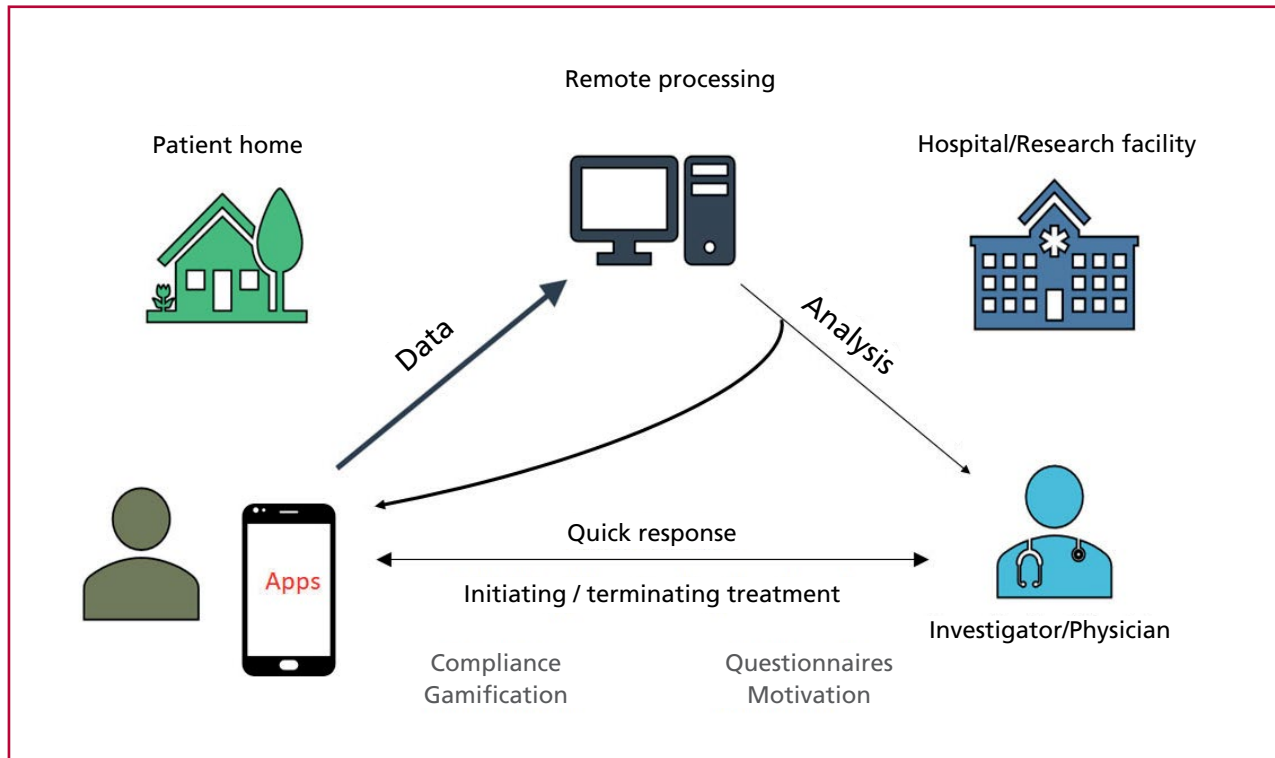 Remote processing
Patient home
Hospital/Research facility
Data
Analysis
Apps
Quick response
Initiating / terminating treatment
Investigator/Physician
Compliance
Gamification
Questionnaires
Motivation